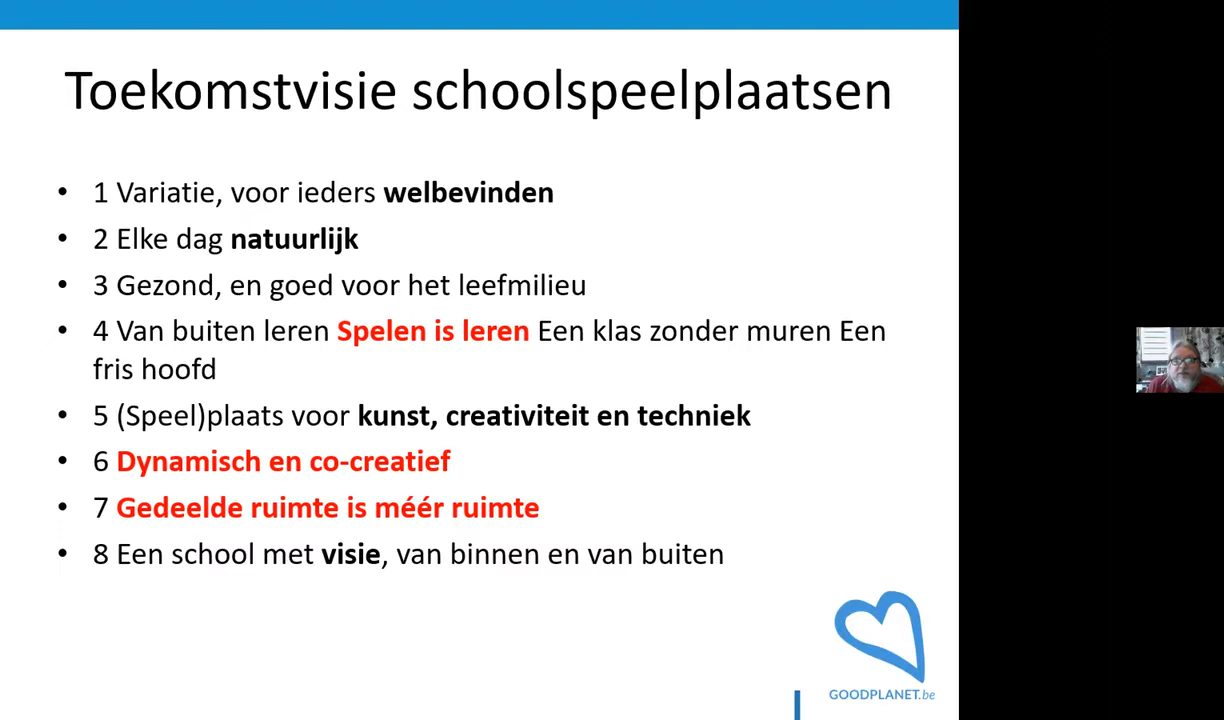 Toekomstvisie schoolspeelplaatsen
• 1 Variatie, voor ieders welbevinden
• 2 Elke dag natuurlijk
• 3 Gezond, en goed voor het leefmilieu
• 4 Van buiten leren Spelen is leren Een klas zonder muren Een
fris hoofd
• 5 (Speel)plaats voor kunst, creativiteit en techniek
• 6 Dynamisch en co-creatief
• 7 Gedeelde ruimte is méér ruimte
• 8 Een school met visie, van binnen en van buiten
GOODPLANET.be